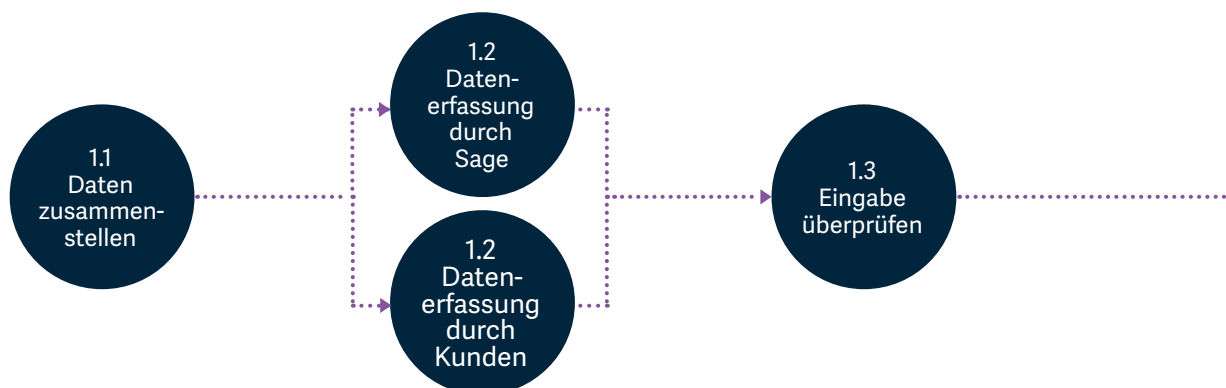 1.1
Daten
zusammen-
stellen
1.2
Daten-
erfassung
durch
Sage
1.2
Daten-
erfassung
durch
Kunden
1.3
Eingabe
überprüfen